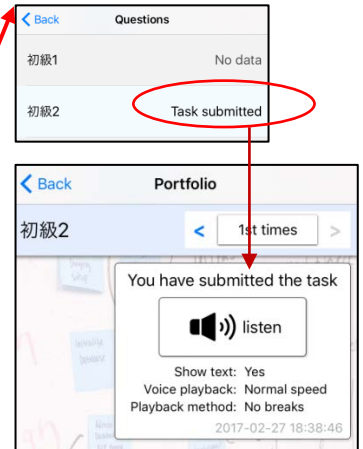 Back Questions
初級1 No data
初級2 Task submitted
Back Portfolio
初級2 < 1st times >
You have submitted the task
listen
Show text: Yes
Voice playback: Normal speed
Playback method: No breaks
2017-02-27 18:38:46